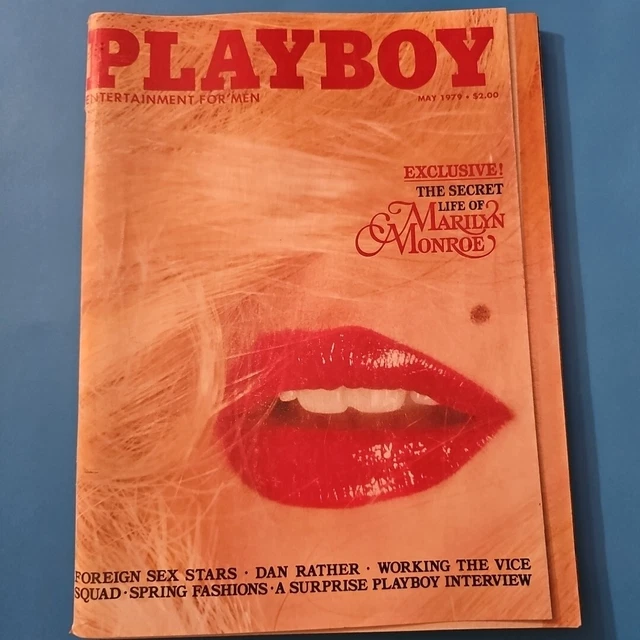 PLAYBOY
ENTERTAINMENT FOR MEN
MAY 1979 • $2.00
EXCLUSIVE!
THE SECRET
LIFE OF
MARILYN
MONROE
FOREIGN SEX STARS · DAN RATHER · WORKING THE VICE
SQUAD · SPRING FASHIONS · A SURPRISE PLAYBOY INTERVIEW